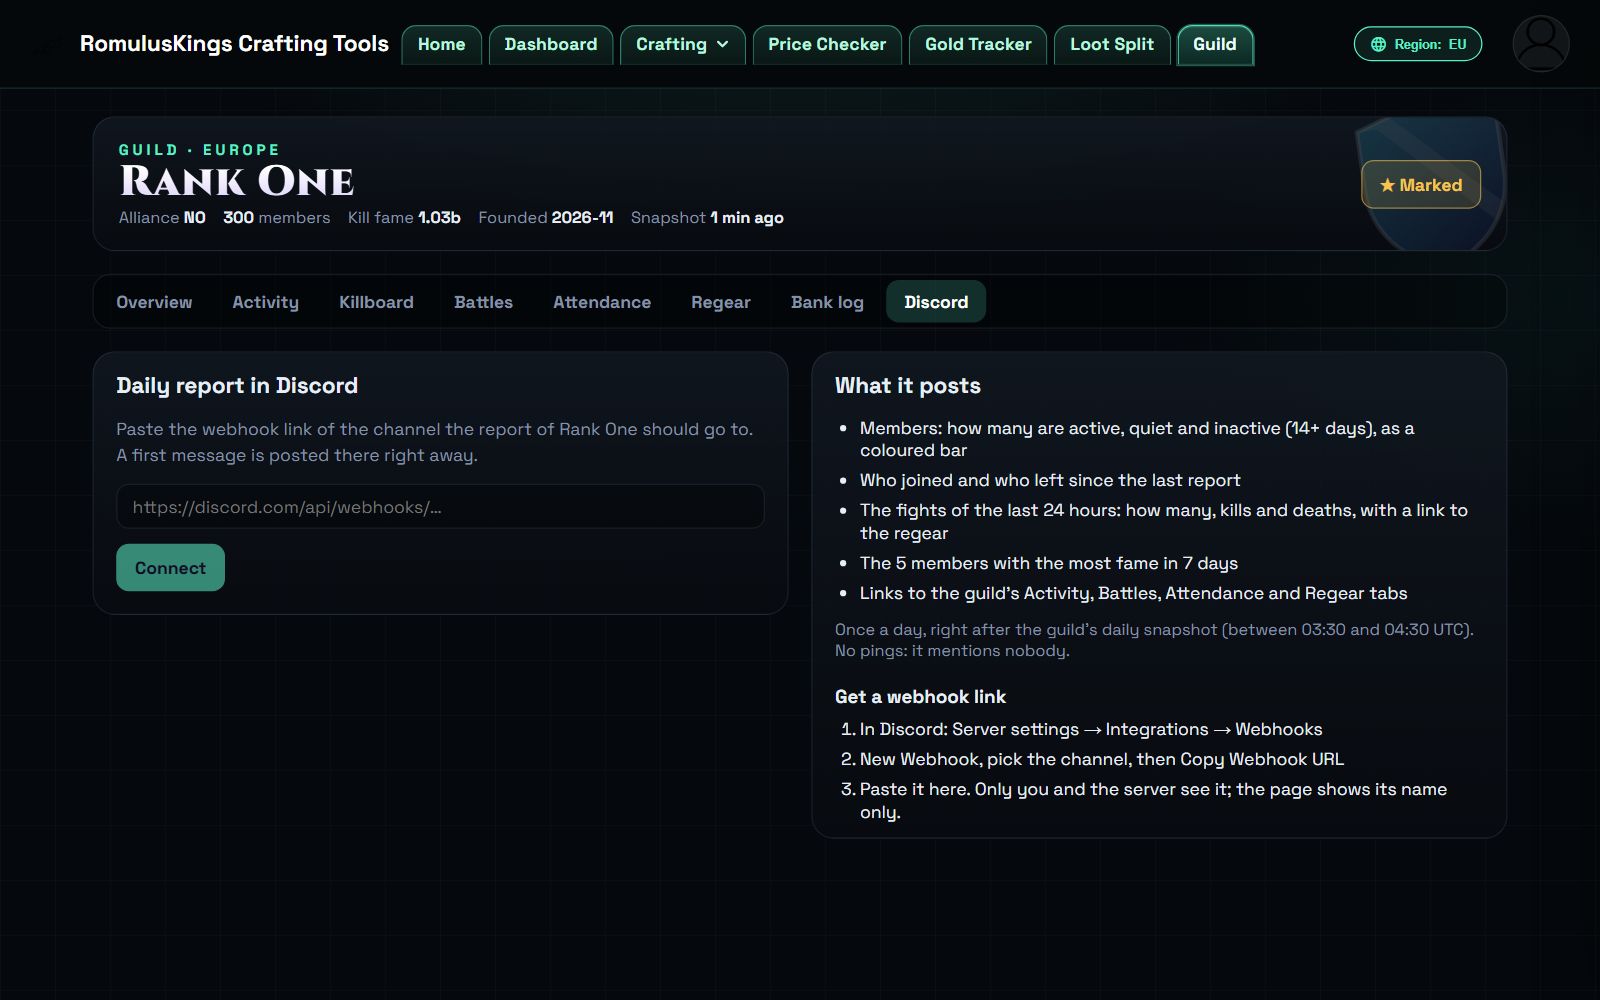 RomulusKings Crafting Tools
Home
Dashboard
Crafting
Price Checker
Gold Tracker
Loot Split
Guild
Region: EU
GUILD · EUROPE
Rank One
Alliance NO 300 members Kill fame 1.03b Founded 2026-11 Snapshot 1 min ago
★ Marked
Overview
Activity
Killboard
Battles
Attendance
Regear
Bank log
Discord
Daily report in Discord
Paste the webhook link of the channel the report of Rank One should go to.
A first message is posted there right away.
https://discord.com/api/webhooks/...
Connect
What it posts
• Members: how many are active, quiet and inactive (14+ days), as a
coloured bar
• Who joined and who left since the last report
• The fights of the last 24 hours: how many, kills and deaths, with a link to
the regear
• The 5 members with the most fame in 7 days
• Links to the guild's Activity, Battles, Attendance and Regear tabs
Once a day, right after the guild's daily snapshot (between 03:30 and 04:30 UTC).
No pings: it mentions nobody.
Get a webhook link
1. In Discord: Server settings → Integrations → Webhooks
2. New Webhook, pick the channel, then Copy Webhook URL
3. Paste it here. Only you and the server see it; the page shows its name
only.